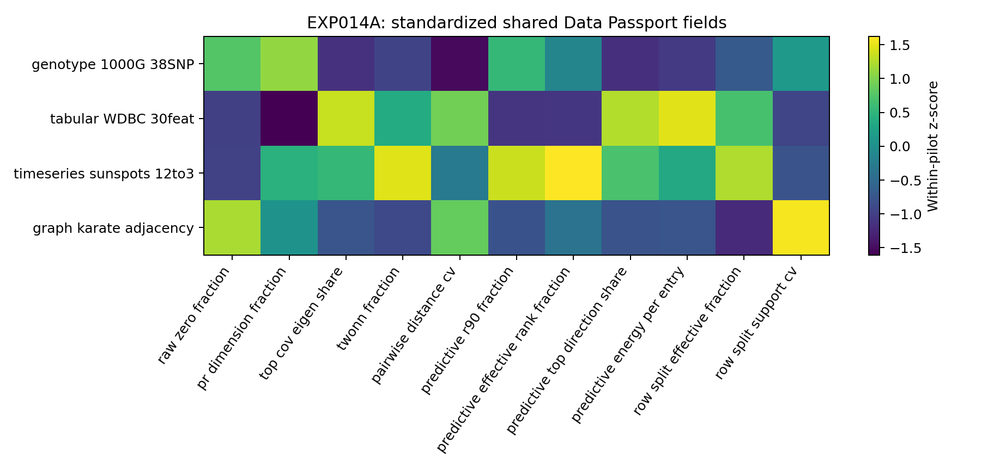 EXP014A: standardized shared Data Passport fields
genotype 1000G 38SNP
tabular WDBC 30feat
timeseries sunspots 12to3
graph karate adjacency
raw zero fraction
pr dimension fraction
top cov eigen share
twonn fraction
pairwise distance cv
predictive r90 fraction
predictive effective rank fraction
predictive top direction share
predictive energy per entry
row split effective fraction
row split support cv
1.5
1.0
0.5
0.0
−0.5
−1.0
−1.5
Within-pilot z-score